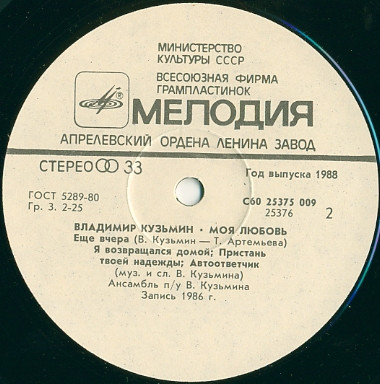 МИНИСТЕРСТВО
КУЛЬТУРЫ СССР
ВСЕСОЮЗНАЯ ФИРМА
ГРАМПЛАСТИНОК
МЕЛОДИЯ
АПРЕЛЕВСКИЙ ОРДЕНА ЛЕНИНА ЗАВОД
СТЕРЕО 33
Год выпуска 1988
ГОСТ 5289-80
Гр. 3. 2-25
С60 25375 009
25376
2
ВЛАДИМИР КУЗЬМИН · МОЯ ЛЮБОВЬ
Еще вчера (В. Кузьмин — Т. Артемьева)
Я возвращался домой; Пристань
твоей надежды; Автоответчик
(муз. и сл. В. Кузьмина)
Ансамбль п/у В. Кузьмина
Запись 1986 г.